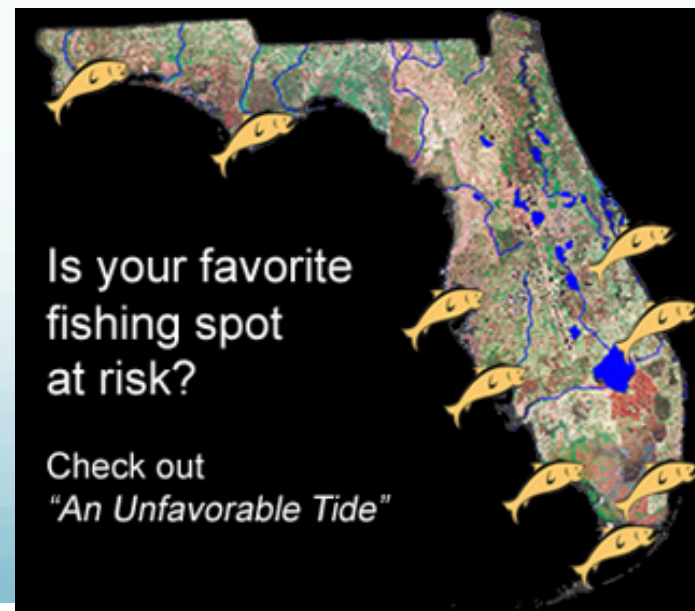 Is your favorite
fishing spot
at risk?
Check out
“An Unfavorable Tide”